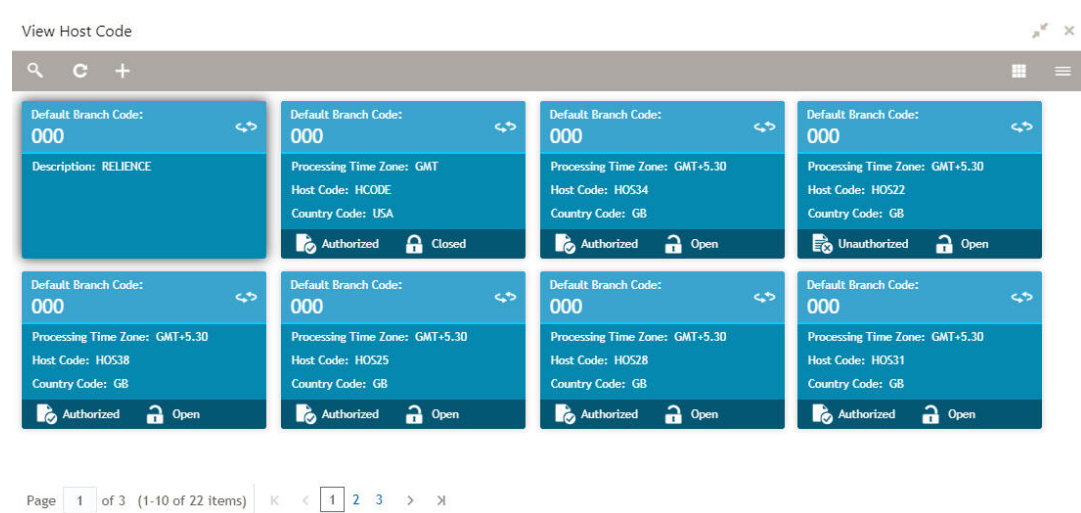 View Host Code
Default Branch Code:
000
Description: RELIENCE
Default Branch Code:
000
Processing Time Zone: GMT
Host Code: HCODE
Country Code: USA
Authorized Closed
Default Branch Code:
000
Processing Time Zone: GMT+5.30
Host Code: HOS34
Country Code: GB
Authorized Open
Default Branch Code:
000
Processing Time Zone: GMT+5.30
Host Code: HOS22
Country Code: GB
Unauthorized Open
Default Branch Code:
000
Processing Time Zone: GMT+5.30
Host Code: HOS38
Country Code: GB
Authorized Open
Default Branch Code:
000
Processing Time Zone: GMT+5.30
Host Code: HOS25
Country Code: GB
Authorized Open
Default Branch Code:
000
Processing Time Zone: GMT+5.30
Host Code: HOS28
Country Code: GB
Authorized Open
Default Branch Code:
000
Processing Time Zone: GMT+5.30
Host Code: HOS31
Country Code: GB
Authorized Open
Page 1 of 3 (1-10 of 22 items) 1 2 3